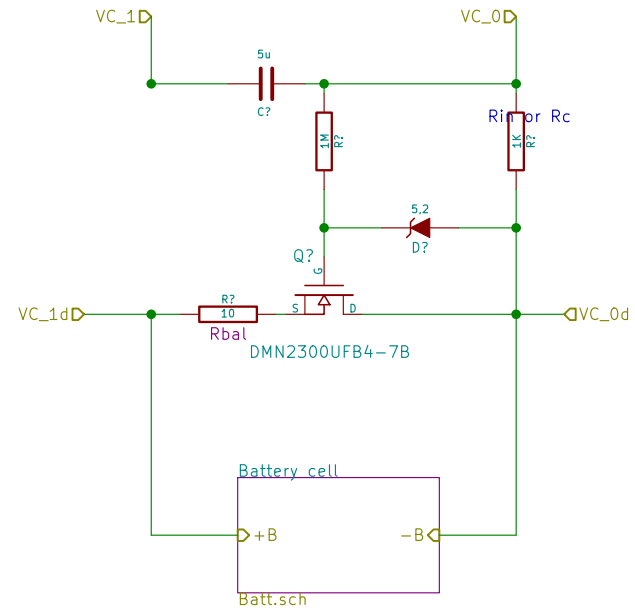 VC_1
VC_0
5u
C?
Rin or Rc
1M
R?
1K
R?
5,2
D?
Q?
G
S
D
VC_1d
R?
10
Rbal
VC_0d
DMN2300UFB4-7B
Battery cell
+B
-B
Batt.sch